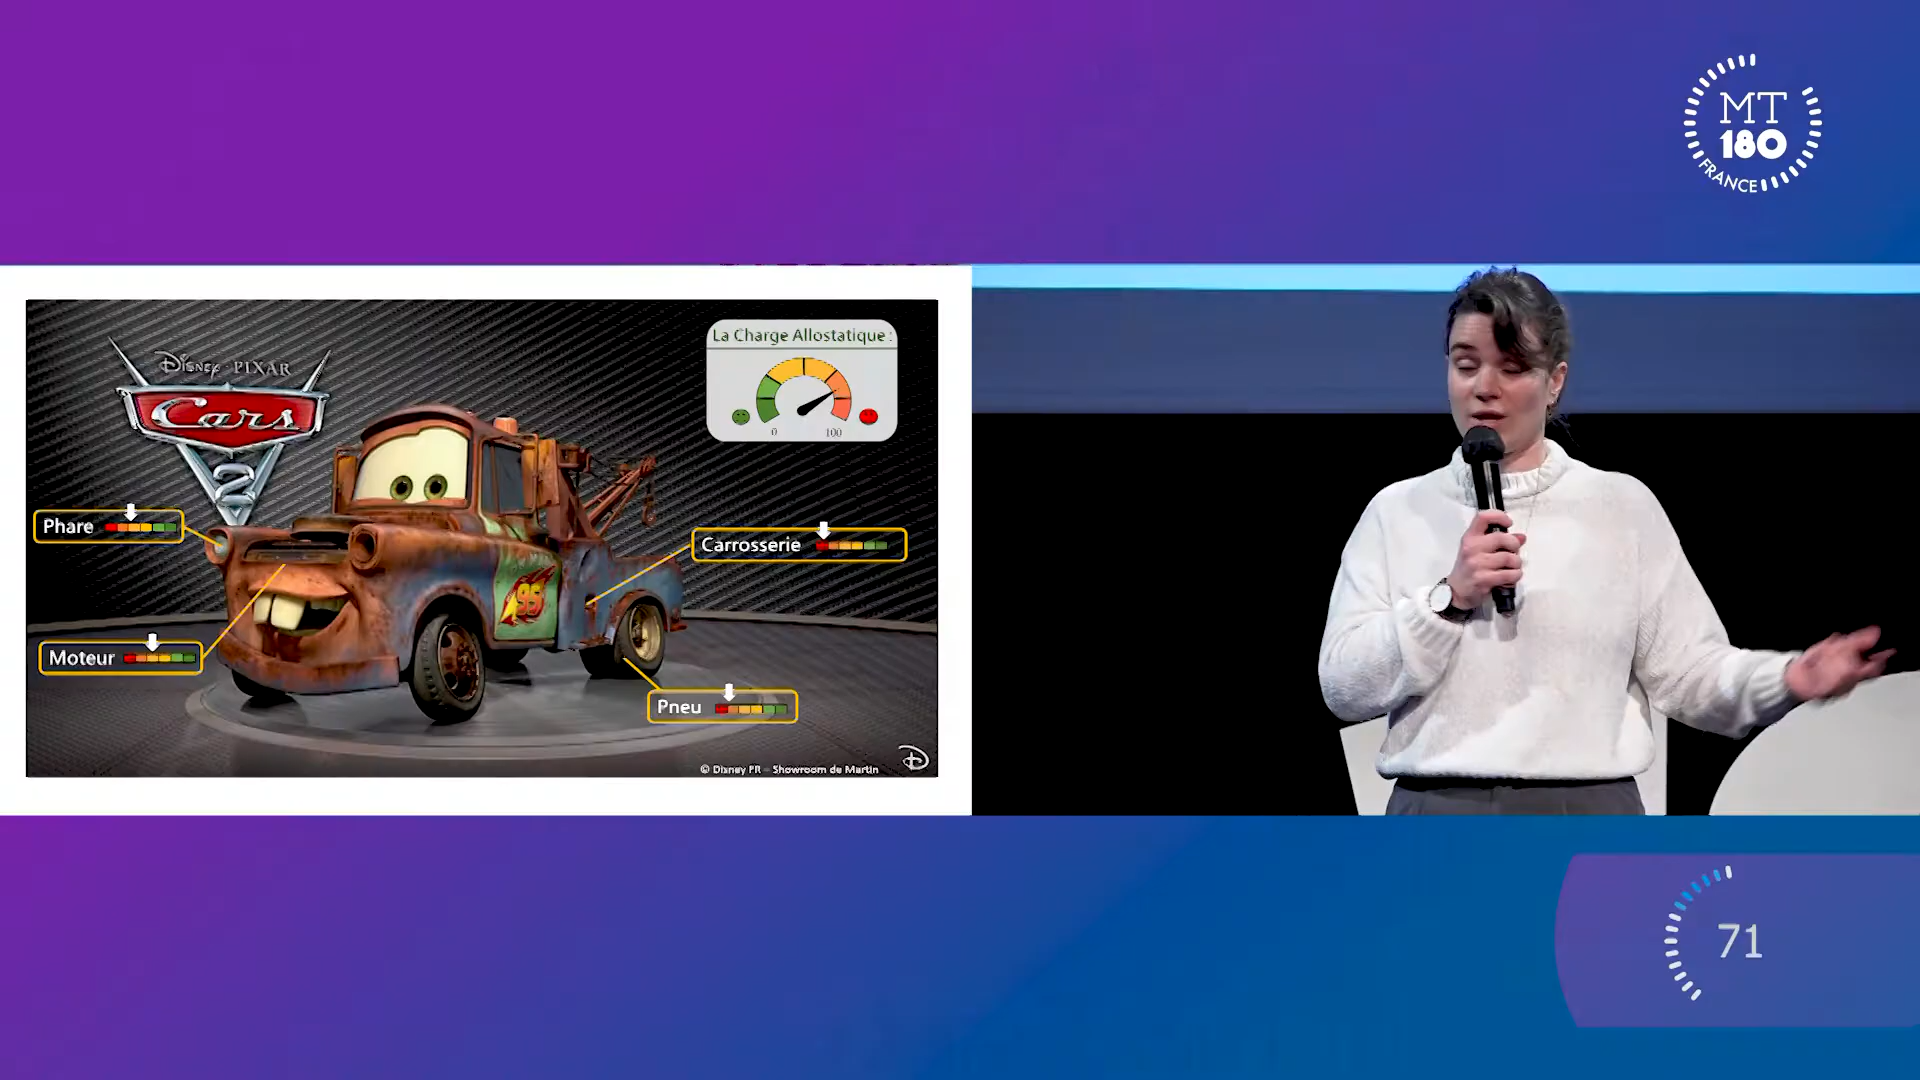 MT
180
FRANCE
La Charge Allostatique :
0 100
DISNEY · PIXAR
Cars
2
Phare
Carrosserie
95
Moteur
Pneu
© Disney FR – Showroom de Martin
71